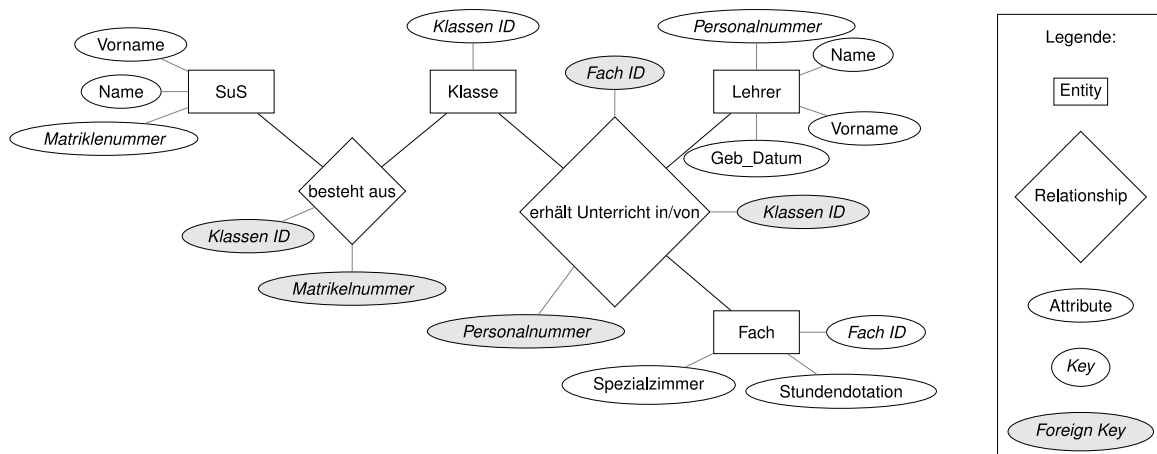 Vorname
Name
Matriklenummer
SuS
Klassen ID
Klasse
besteht aus
Klassen ID
Matrikelnummer
Fach ID
Personalnummer
Name
Lehrer
Vorname
Geb_Datum
erhält Unterricht in/von
Klassen ID
Personalnummer
Fach
Fach ID
Spezialzimmer
Stundendotation
Legende:
Entity
Relationship
Attribute
Key
Foreign Key